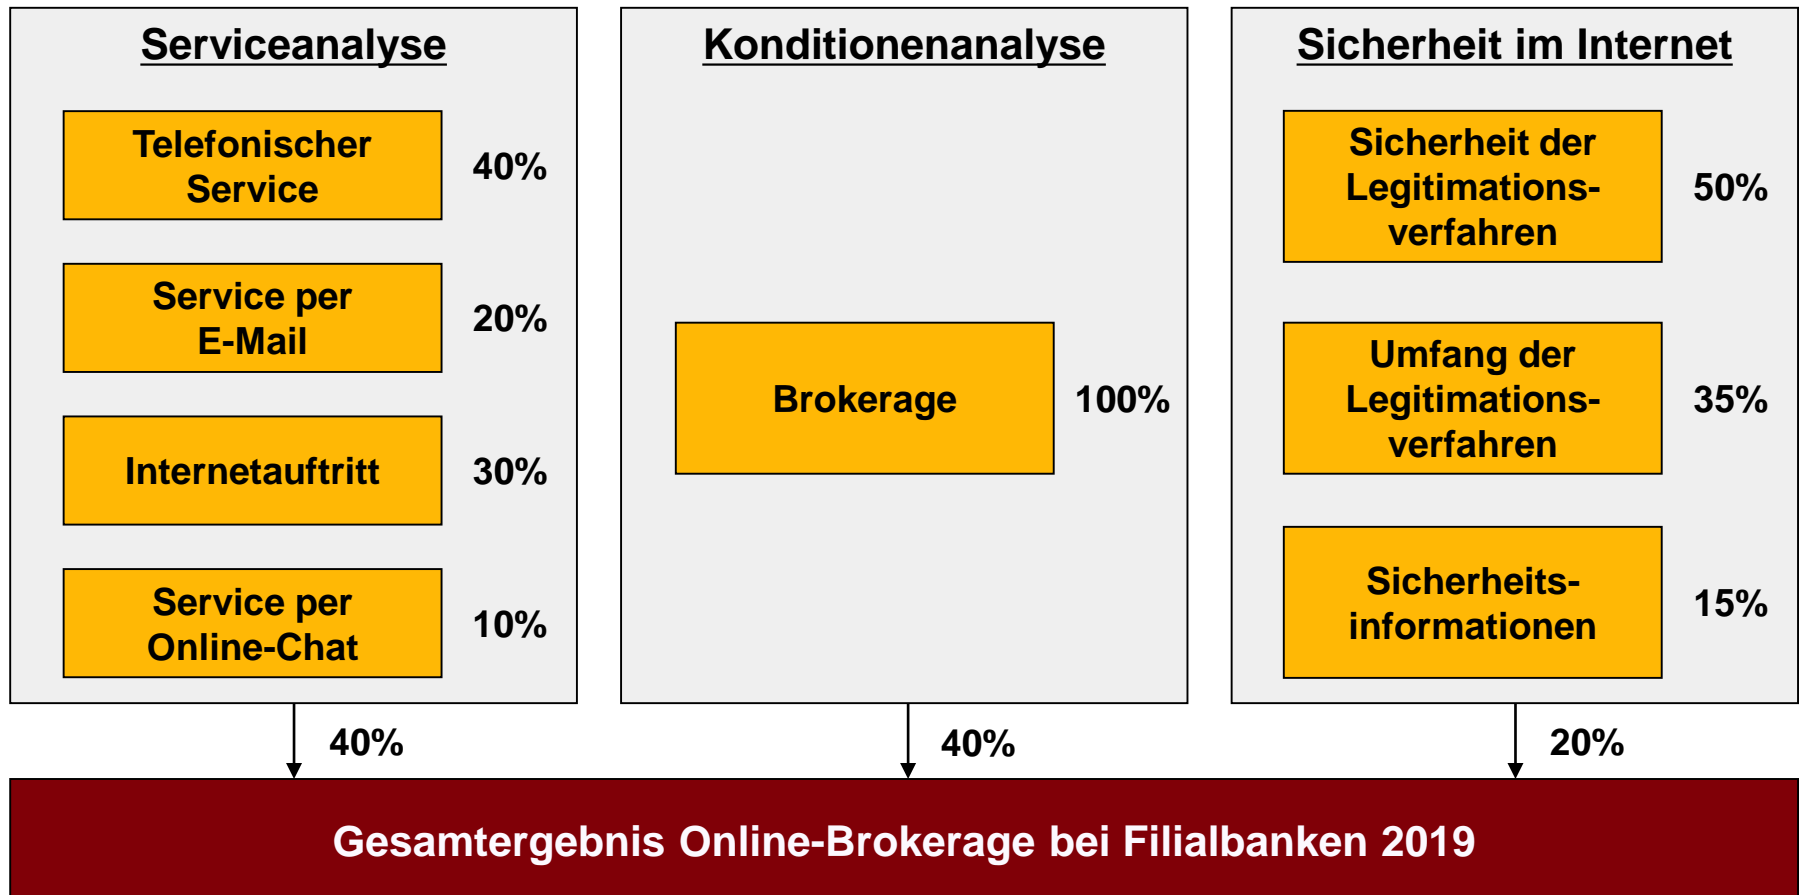 Serviceanalyse
Telefonischer
Service
40%
Service per
E-Mail
20%
Internetauftritt
30%
Service per
Online-Chat
10%
40%
Konditionenanalyse
Brokerage
100%
40%
Sicherheit im Internet
Sicherheit der
Legitimations-
verfahren
50%
Umfang der
Legitimations-
verfahren
35%
Sicherheits-
informationen
15%
20%
Gesamtergebnis Online-Brokerage bei Filialbanken 2019